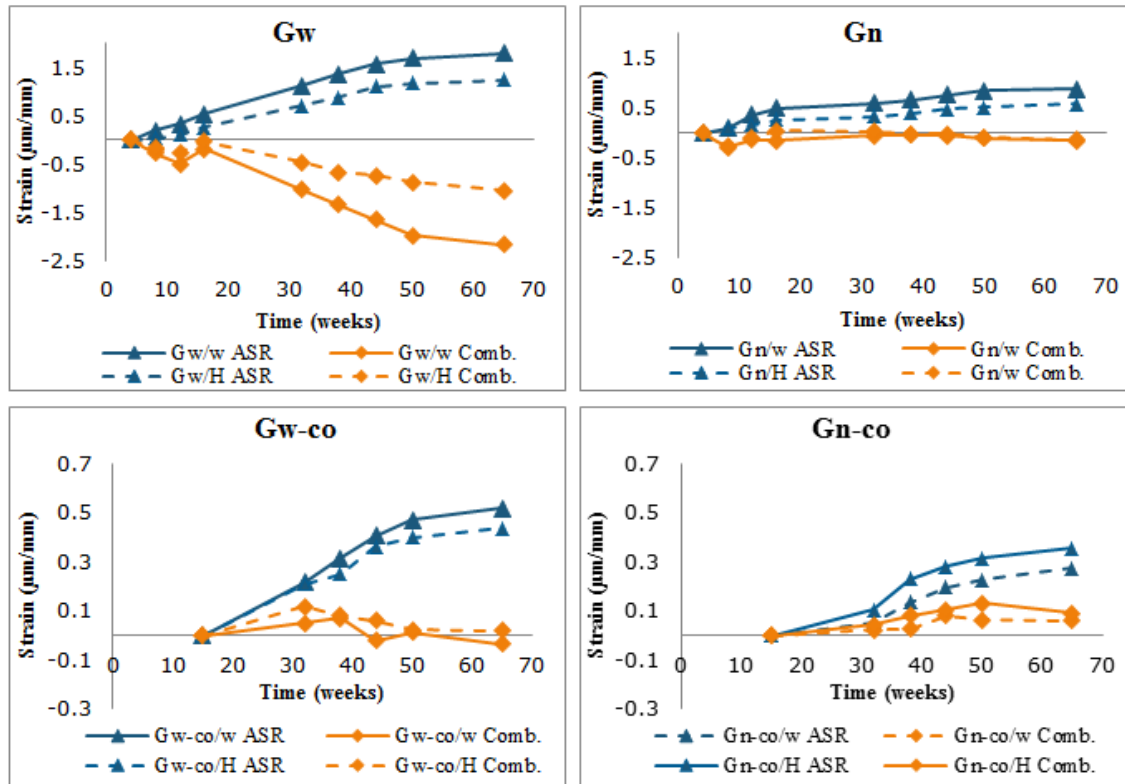 Gw
Strain (µm/mm)
1.5
0.5
-0.5
-1.5
-2.5
0 10 20 30 40 50 60 70
Time (weeks)
Gw/w ASR Gw/w Comb.
Gw/H ASR Gw/H Comb.
Gn
Strain (µm/mm)
1.5
0.5
-0.5
-1.5
-2.5
0 10 20 30 40 50 60 70
Time (weeks)
Gn/w ASR Gn/w Comb.
Gn/H ASR Gn/w Comb.
Gw-co
Strain (µm/mm)
0.7
0.5
0.3
0.1
-0.1
-0.3
0 10 20 30 40 50 60 70
Time (weeks)
Gw-co/w ASR Gw-co/w Comb.
Gw-co/H ASR Gw-co/H Comb.
Gn-co
Strain (µm/mm)
0.7
0.5
0.3
0.1
-0.1
-0.3
0 10 20 30 40 50 60 70
Time (weeks)
Gn-co/w ASR Gn-co/w Comb.
Gn-co/H ASR Gn-co/H Comb.